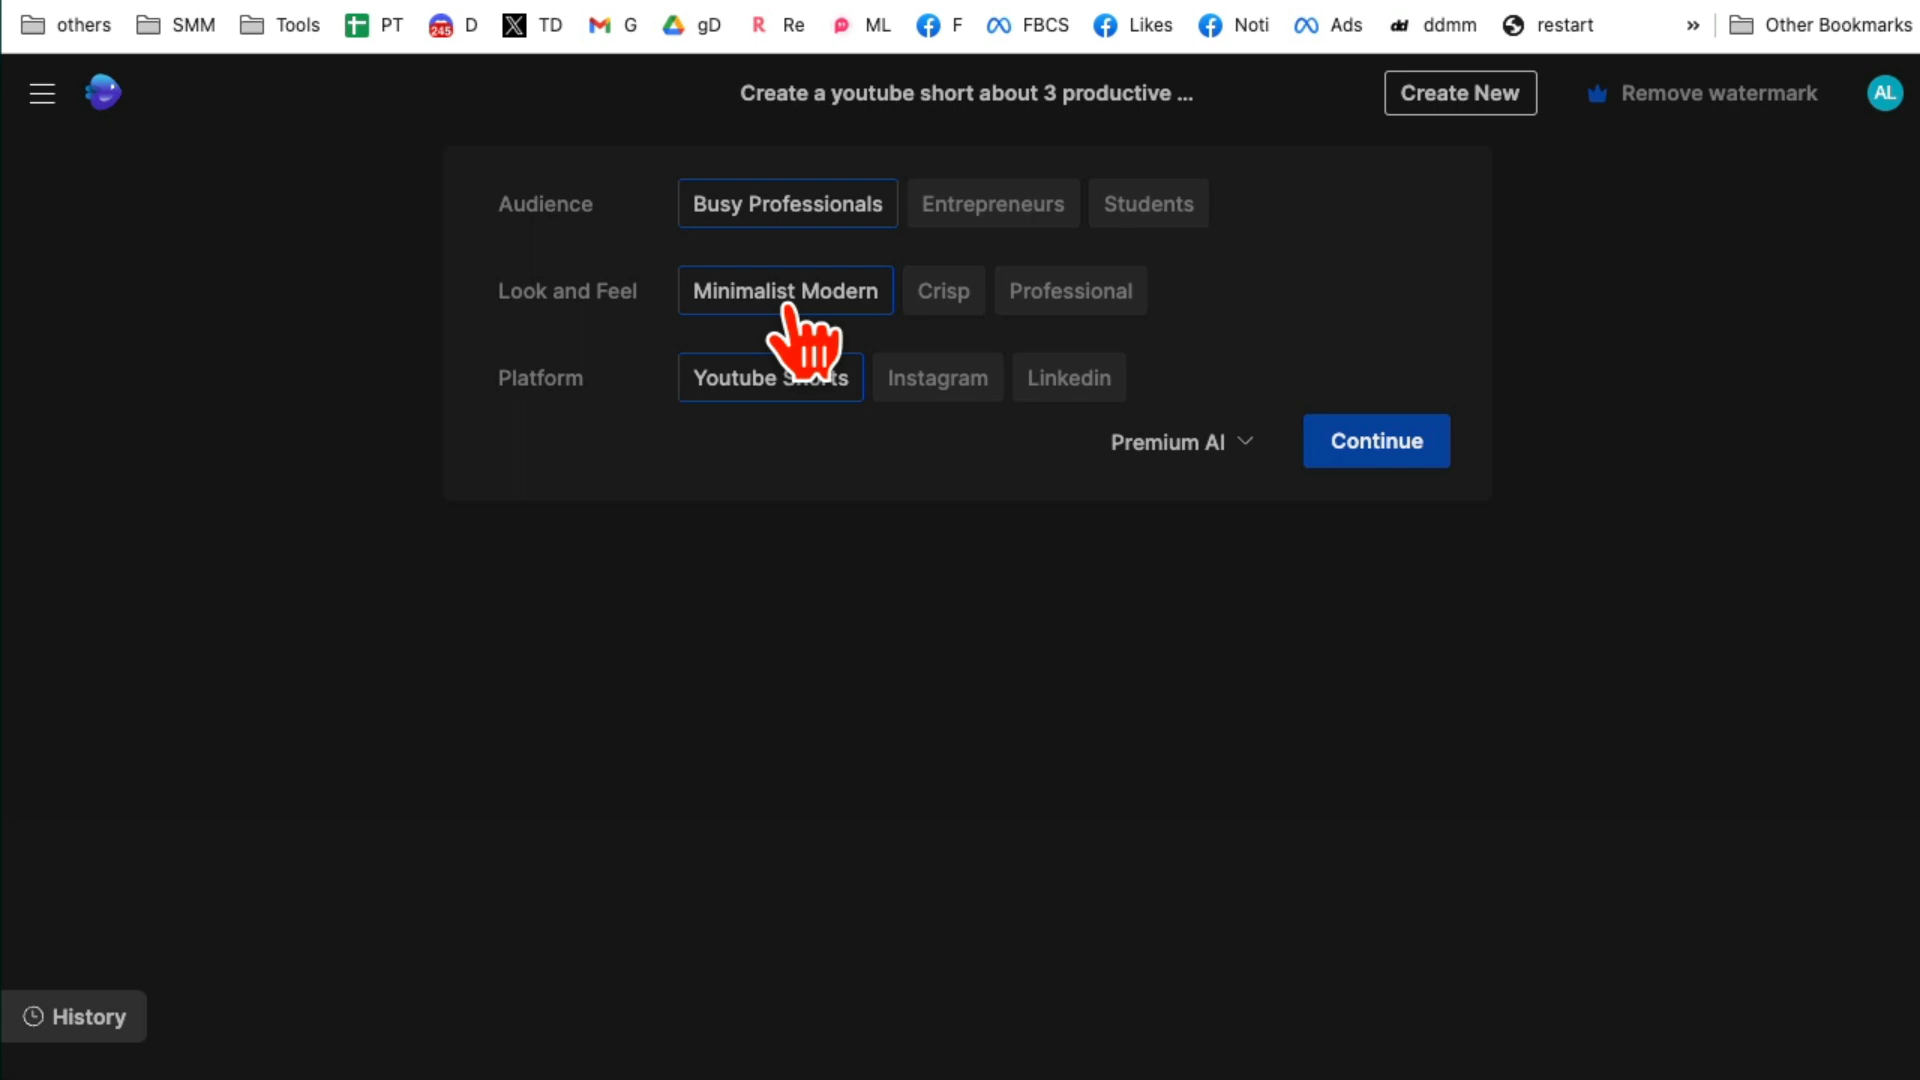 others SMM Tools PT 245 D TD G gD Re ML F FBCS Likes Noti Ads dd ddmm restart » Other Bookmarks
Create a youtube short about 3 productive ... Create New Remove watermark AL
Audience Busy Professionals Entrepreneurs Students
Look and Feel Minimalist Modern Crisp Professional
Platform Youtube Shorts Instagram Linkedin
Premium AI Continue
History